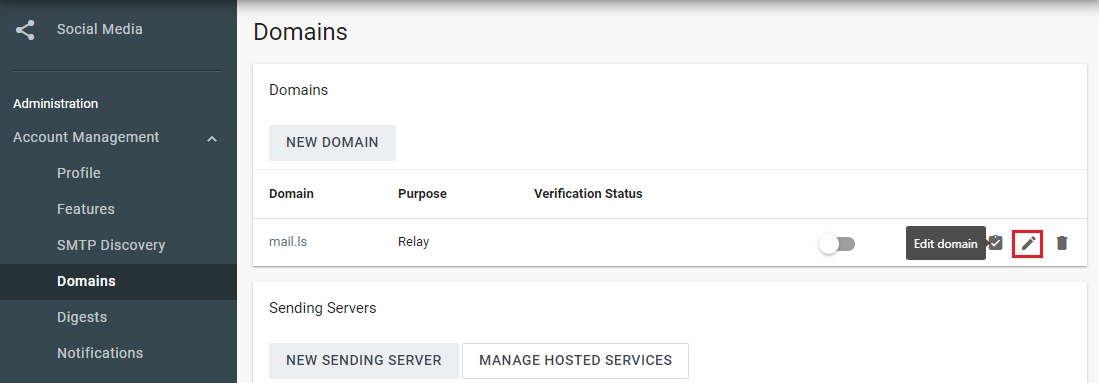 Social Media
Administration
Account Management
Profile
Features
SMTP Discovery
Domains
Digests
Notifications
Domains
Domains
NEW DOMAIN
Domain Purpose Verification Status
mail.ls Relay Edit domain
Sending Servers
NEW SENDING SERVER MANAGE HOSTED SERVICES